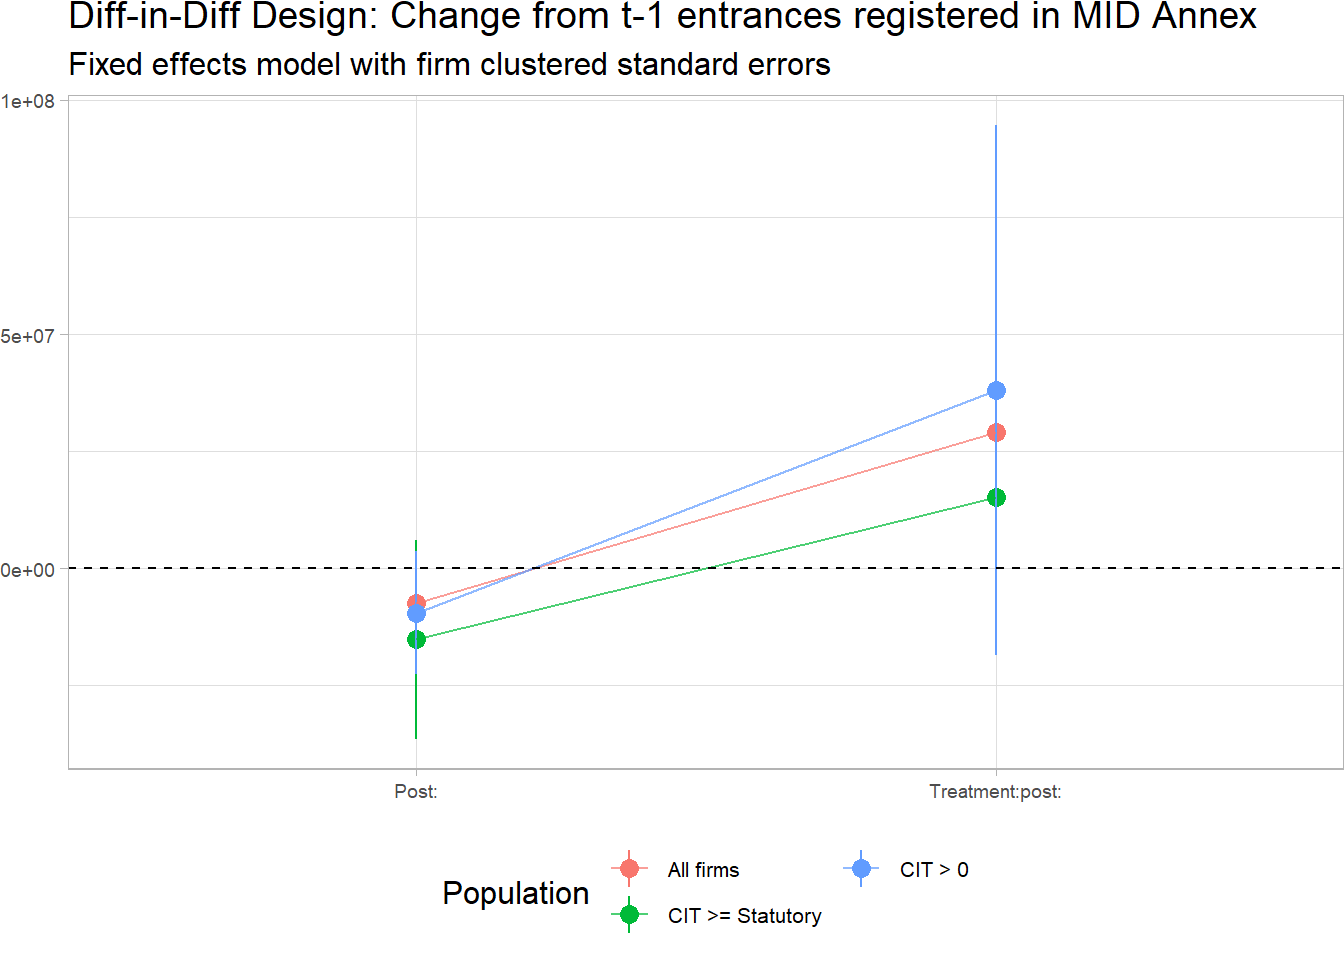 Diff-in-Diff Design: Change from t-1 entrances registered in MID Annex
Fixed effects model with firm clustered standard errors
1e+08
5e+07
0e+00
Post:
Treatment:post:
Population
All firms
CIT > 0
CIT >= Statutory